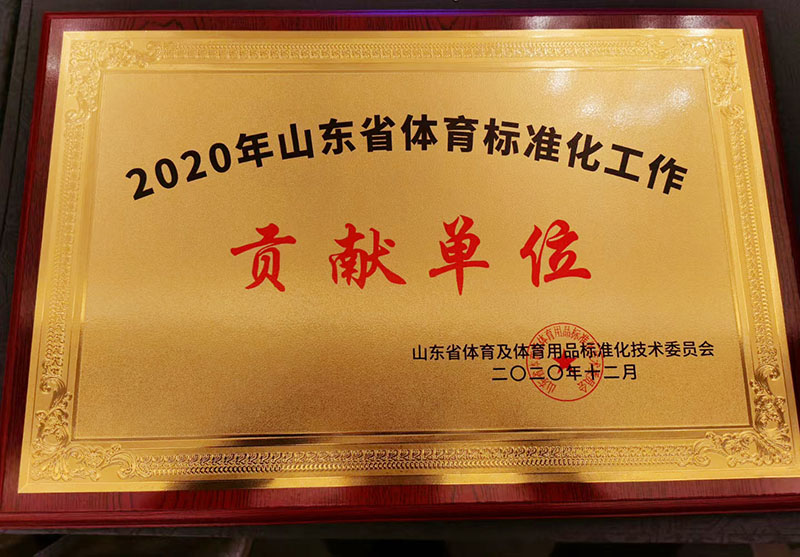 2020年山东省体育标准化工作
贡献单位
山东省体育及体育用品标准化技术委员会
二〇二〇年十二月